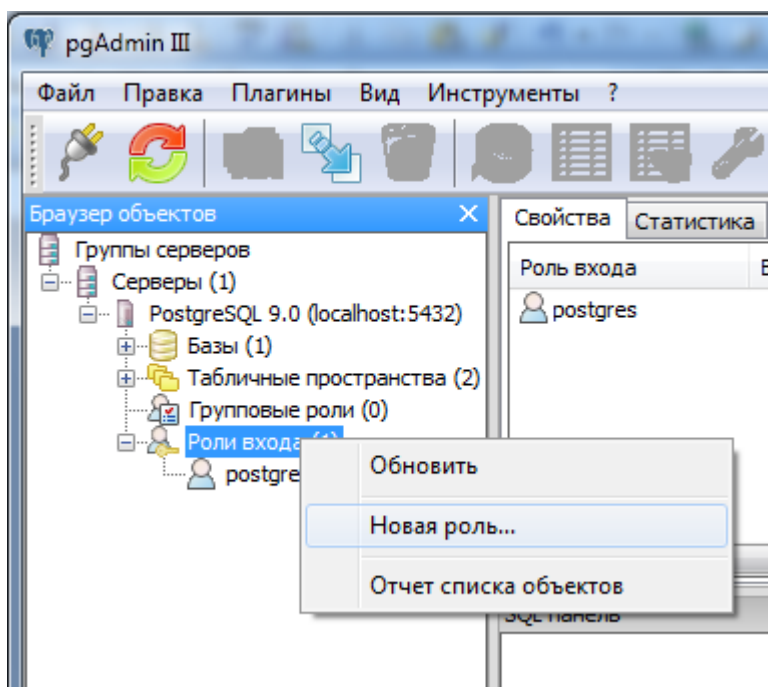 pgAdmin III
Файл Правка Плагины Вид Инструменты ?
Браузер объектов
Свойства Статистика
Группы серверов
Роль входа
Серверы (1)
postgres
PostgreSQL 9.0 (localhost:5432)
Базы (1)
Табличные пространства (2)
Групповые роли (0)
Роли входа (1)
postgre
Обновить
Новая роль...
Отчет списка объектов
SQL панель